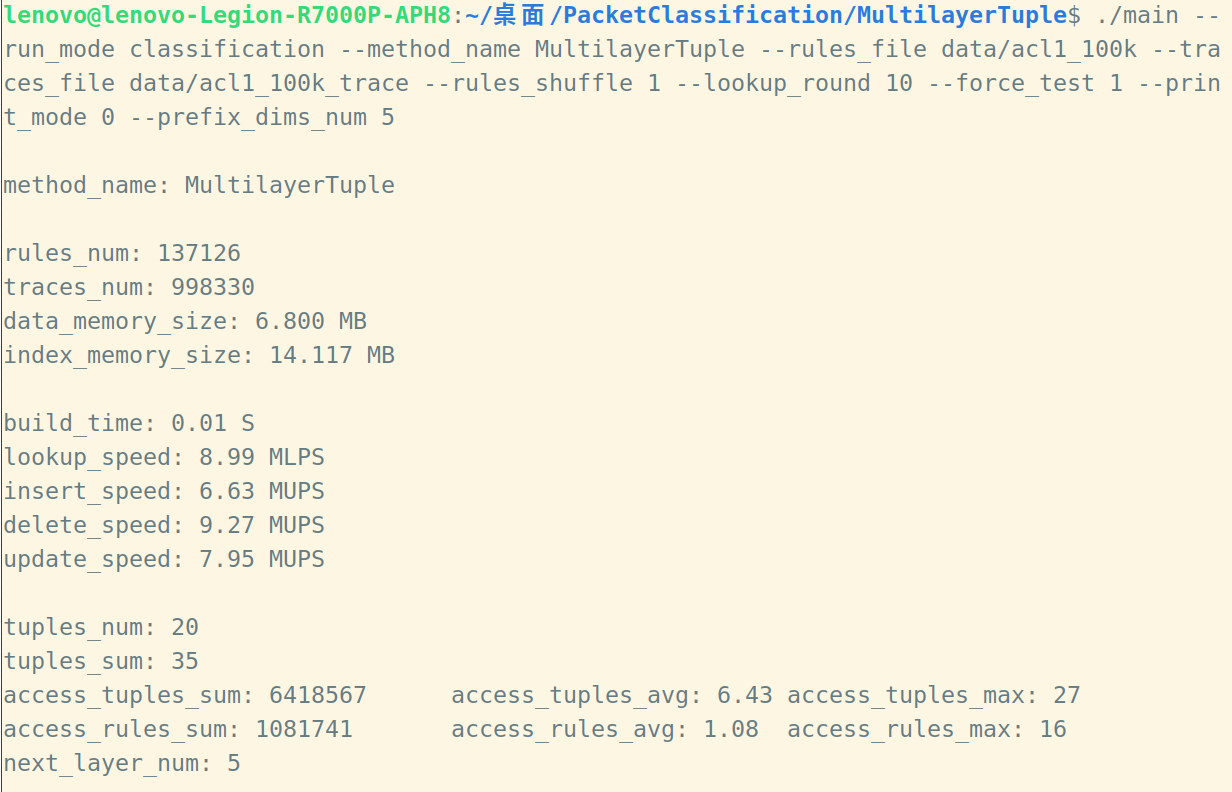 lenovo@lenovo-Legion-R7000P-APH8:~/桌面/PacketClassification/MultilayerTuple$ ./main --
run_mode classification --method_name MultilayerTuple --rules_file data/acl1_100k --tra
ces_file data/acl1_100k_trace --rules_shuffle 1 --lookup_round 10 --force_test 1 --prin
t_mode 0 --prefix_dims_num 5
method_name: MultilayerTuple
rules_num: 137126
traces_num: 998330
data_memory_size: 6.800 MB
index_memory_size: 14.117 MB
build_time: 0.01 S
lookup_speed: 8.99 MLPS
insert_speed: 6.63 MUPS
delete_speed: 9.27 MUPS
update_speed: 7.95 MUPS
tuples_num: 20
tuples_sum: 35
access_tuples_sum: 6418567 access_tuples_avg: 6.43 access_tuples_max: 27
access_rules_sum: 1081741 access_rules_avg: 1.08 access_rules_max: 16
next_layer_num: 5